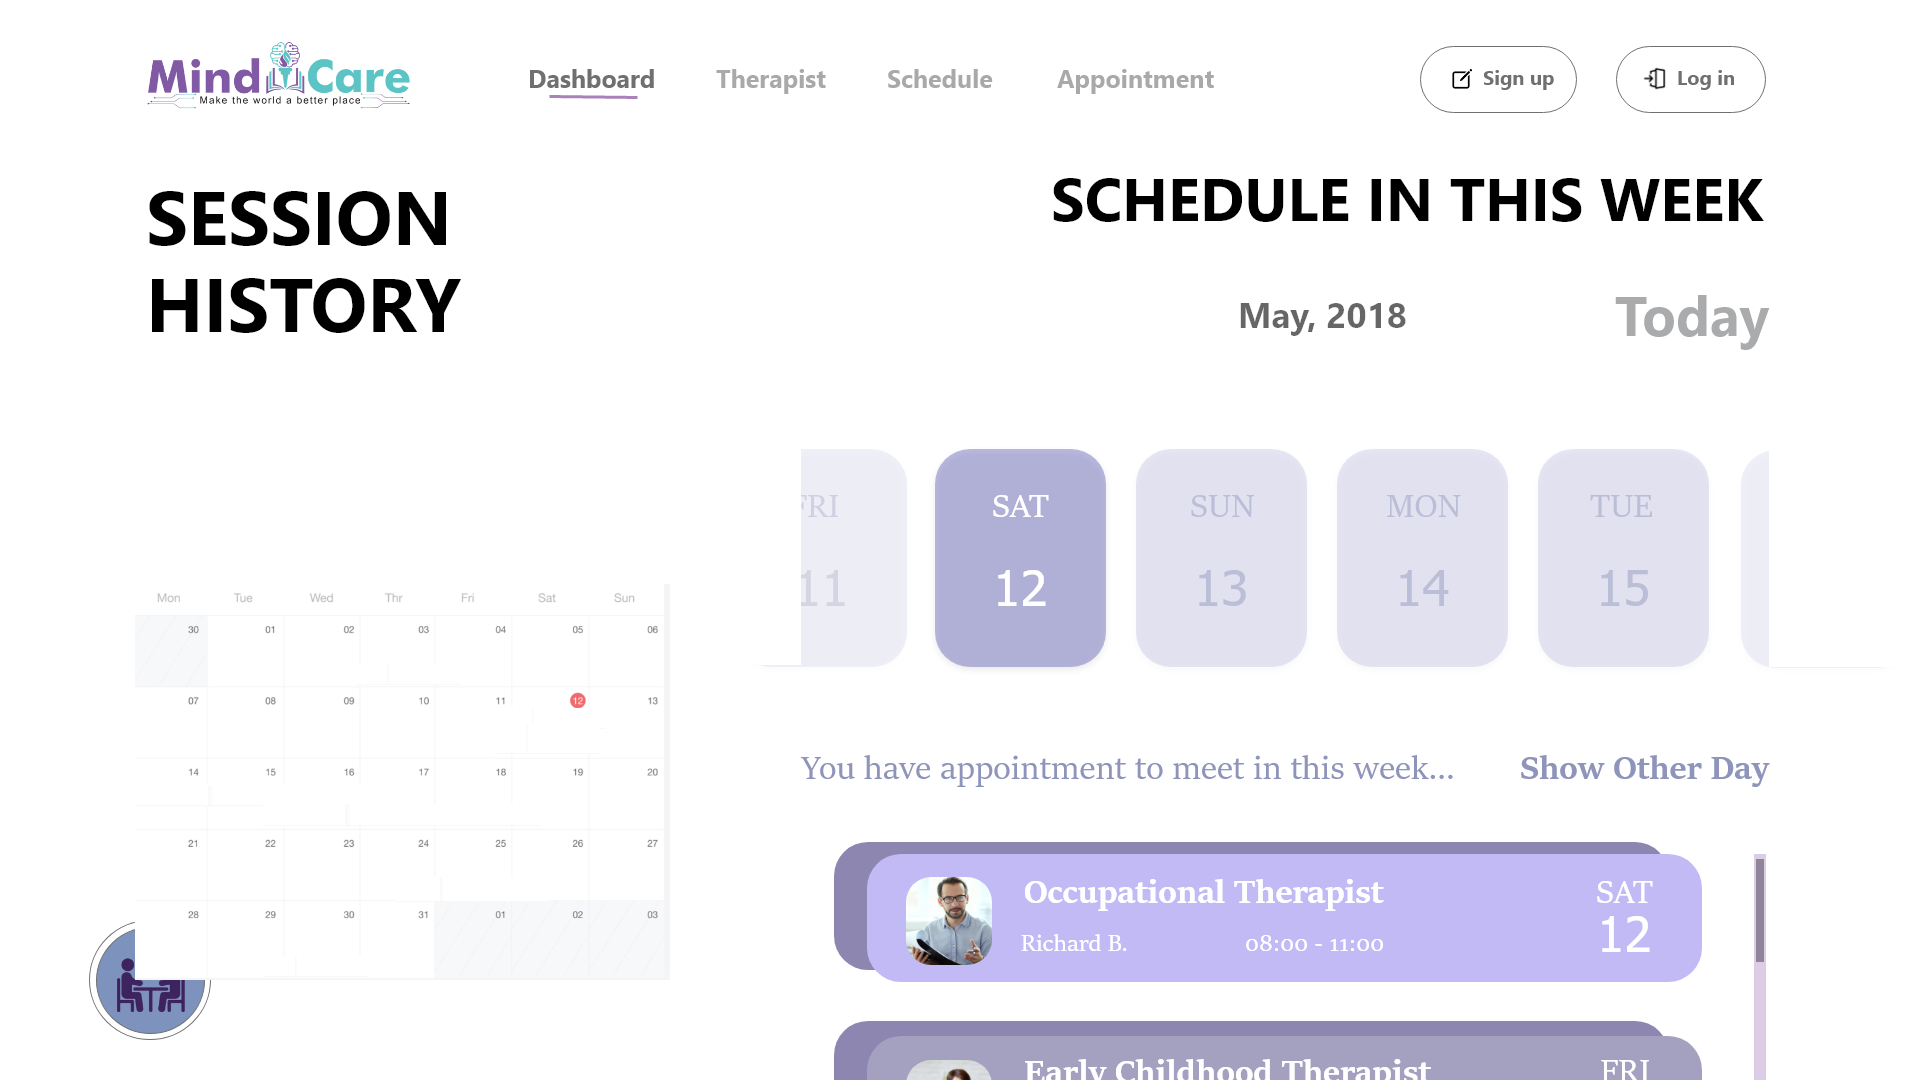 Mind Care
Make the world a better place
Dashboard Therapist Schedule Appointment
Sign up Log in
SESSION
HISTORY
SCHEDULE IN THIS WEEK
May, 2018 Today
FRI SAT SUN MON TUE
11 12 13 14 15
Mon Tue Wed Thr Fri Sat Sun
30 01 02 03 04 05 06
07 08 09 10 11 12 13
14 15 16 17 18 19 20
21 22 23 24 25 26 27
28 29 30 31 01 02 03
You have appointment to meet in this week... Show Other Day
Occupational Therapist SAT
Richard B. 08:00 - 11:00 12
Early Childhood Therapist FRI